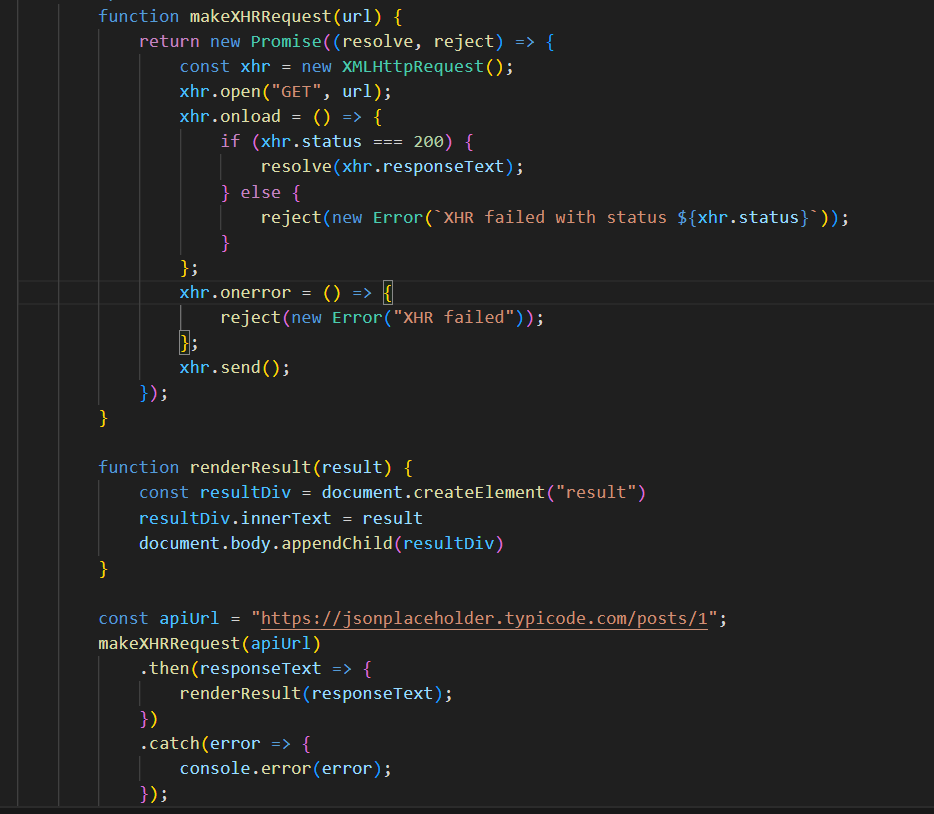 function makeXHRRequest(url) {
    return new Promise((resolve, reject) => {
        const xhr = new XMLHttpRequest();
        xhr.open("GET", url);
        xhr.onload = () => {
            if (xhr.status === 200) {
                resolve(xhr.responseText);
            } else {
                reject(new Error(`XHR failed with status ${xhr.status}`));
            }
        };
        xhr.onerror = () => {
            reject(new Error("XHR failed"));
        };
        xhr.send();
    });
}

function renderResult(result) {
    const resultDiv = document.createElement("result")
    resultDiv.innerText = result
    document.body.appendChild(resultDiv)
}

const apiUrl = "https://jsonplaceholder.typicode.com/posts/1";
makeXHRRequest(apiUrl)
    .then(responseText => {
        renderResult(responseText);
    })
    .catch(error => {
        console.error(error);
    });